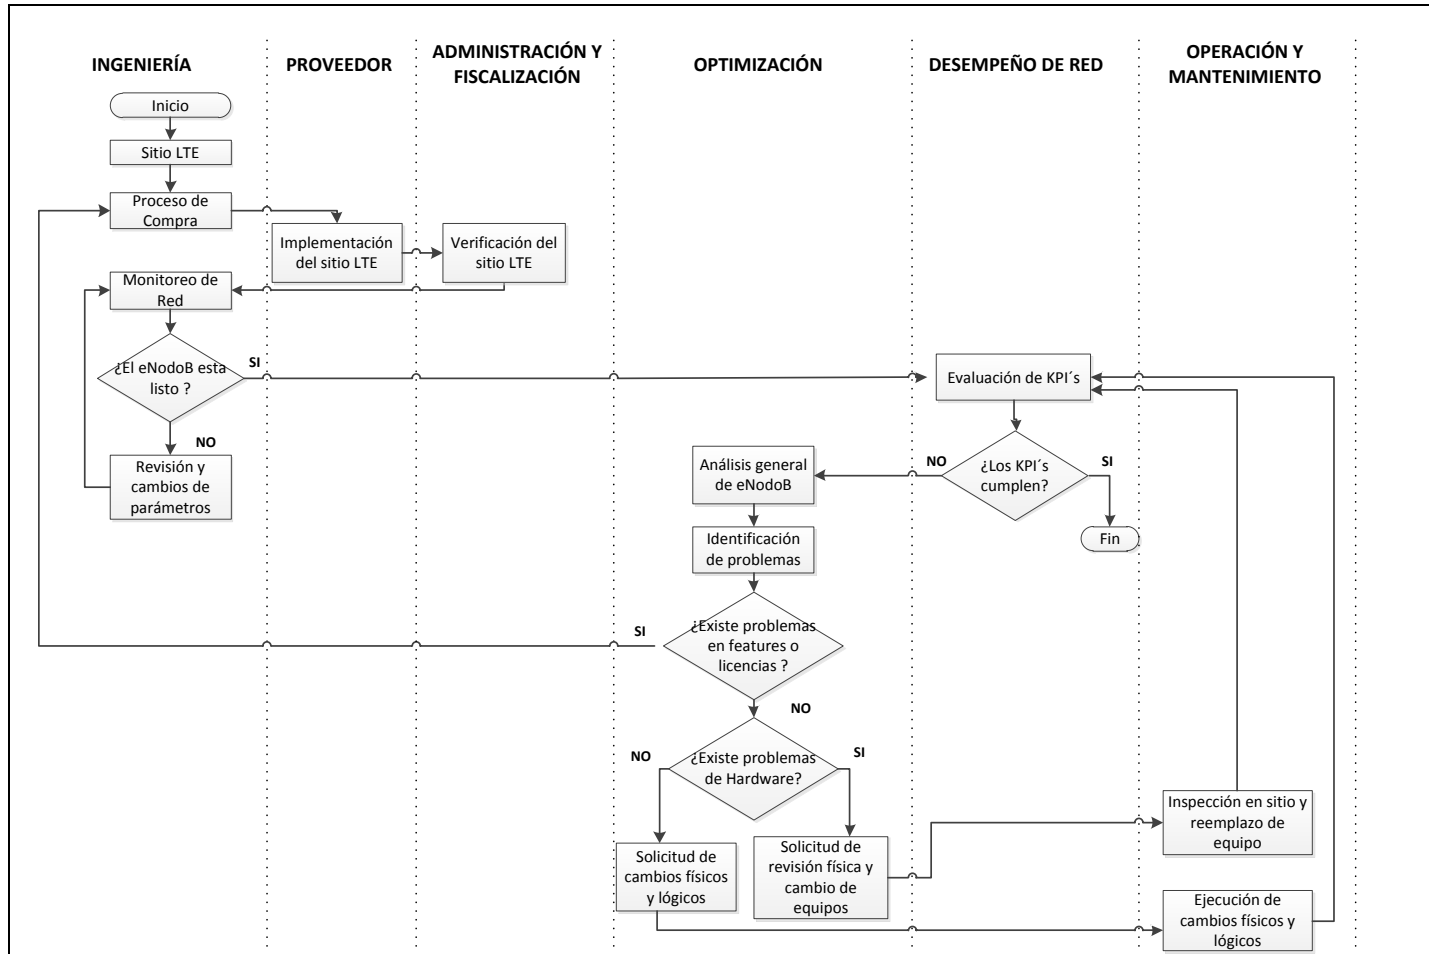 INGENIERÍA
PROVEEDOR
ADMINISTRACIÓN Y
FISCALIZACIÓN
OPTIMIZACIÓN
DESEMPEÑO DE RED
OPERACIÓN Y
MANTENIMIENTO
Inicio
Sitio LTE
Proceso de
Compra
Implementación
del sitio LTE
Verificación del
sitio LTE
Monitoreo de
Red
¿El eNodoB esta
listo ?
SI
NO
Revisión y
cambios de
parámetros
Evaluación de KPI´s
¿Los KPI´s
cumplen?
NO
SI
Fin
Análisis general
de eNodoB
Identificación
de problemas
¿Existe problemas
en features o
licencias ?
SI
NO
¿Existe problemas
de Hardware?
NO
SI
Solicitud de
cambios físicos
y lógicos
Solicitud de
revisión física y
cambio de
equipos
Inspección en sitio y
reemplazo de
equipo
Ejecución de
cambios físicos y
lógicos